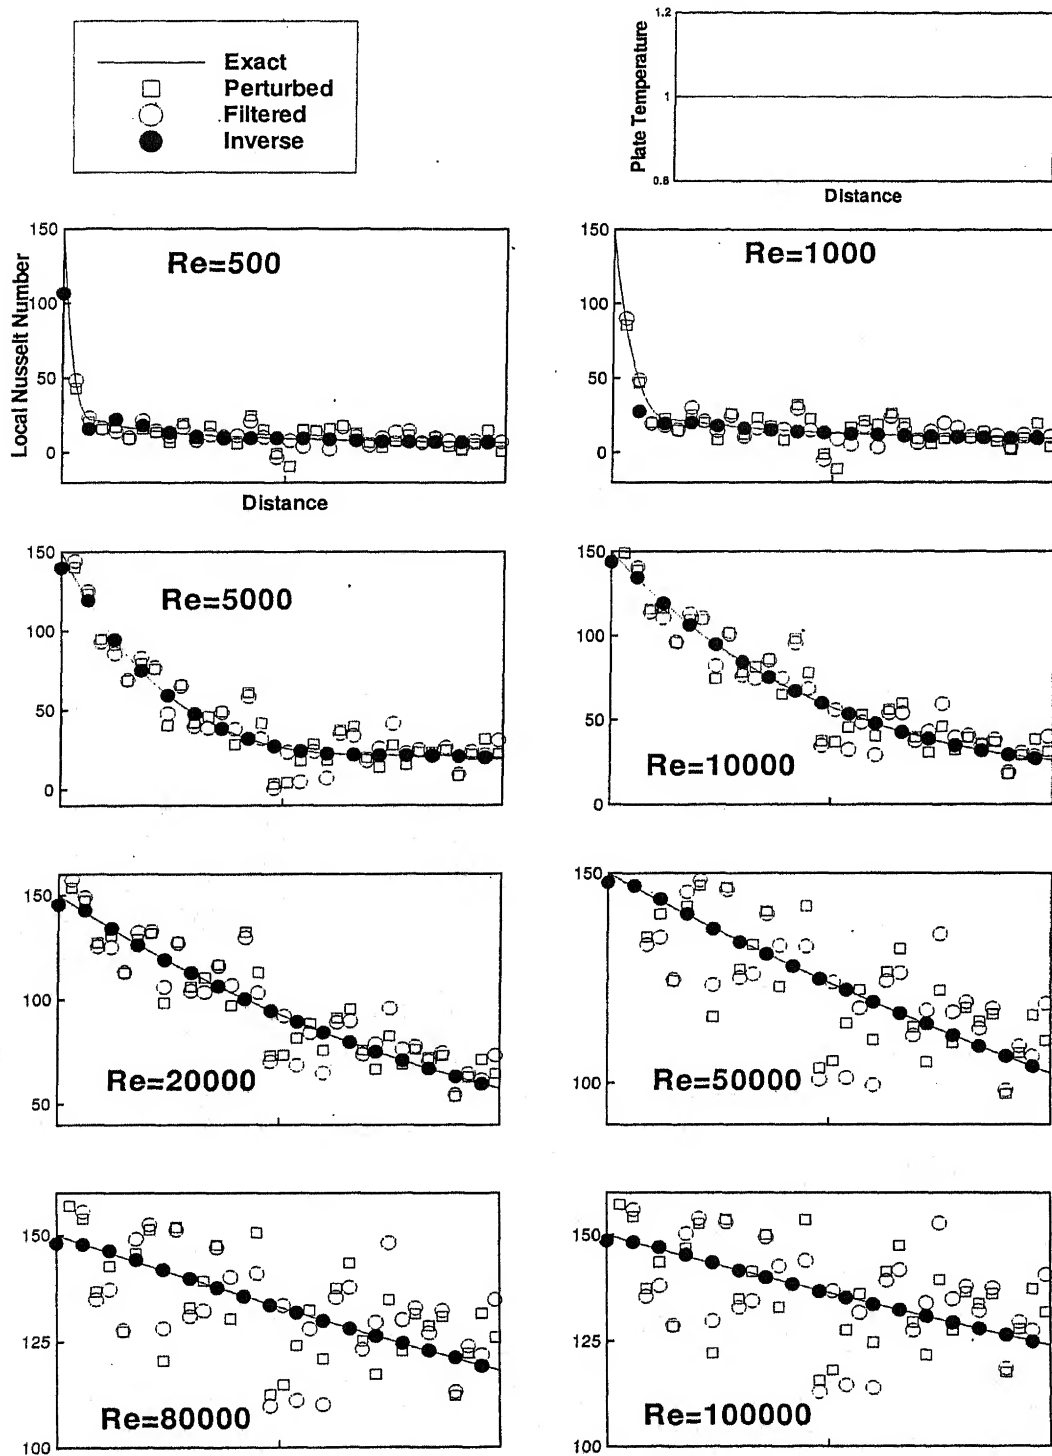 Exact
Perturbed
Filtered
Inverse
Plate Temperature
1.2
1
0.8
Distance
Local Nusselt Number
150
100
50
0
Re=500
Distance
150
100
50
0
Re=1000
150
100
50
0
Re=5000
150
100
50
0
Re=10000
150
100
50
Re=20000
150
100
Re=50000
150
125
100
Re=80000
150
125
100
Re=100000